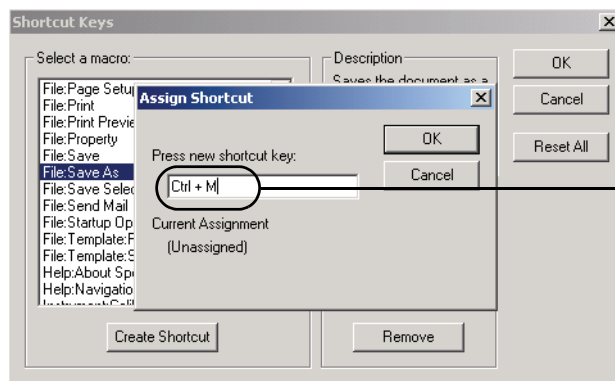 Shortcut Keys
Select a macro:
File:Page Setup
File:Print
File:Print Previe
File:Property
File:Save
File:Save As
File:Save Selec
File:Send Mail
File:Startup Op
File:Template:F
File:Template:S
Help:About Spe
Help:Navigatio
Create Shortcut
Description
Saves the document as a
Remove
OK
Cancel
Reset All
Assign Shortcut
Press new shortcut key:
Ctrl + M
Current Assignment
(Unassigned)
OK
Cancel